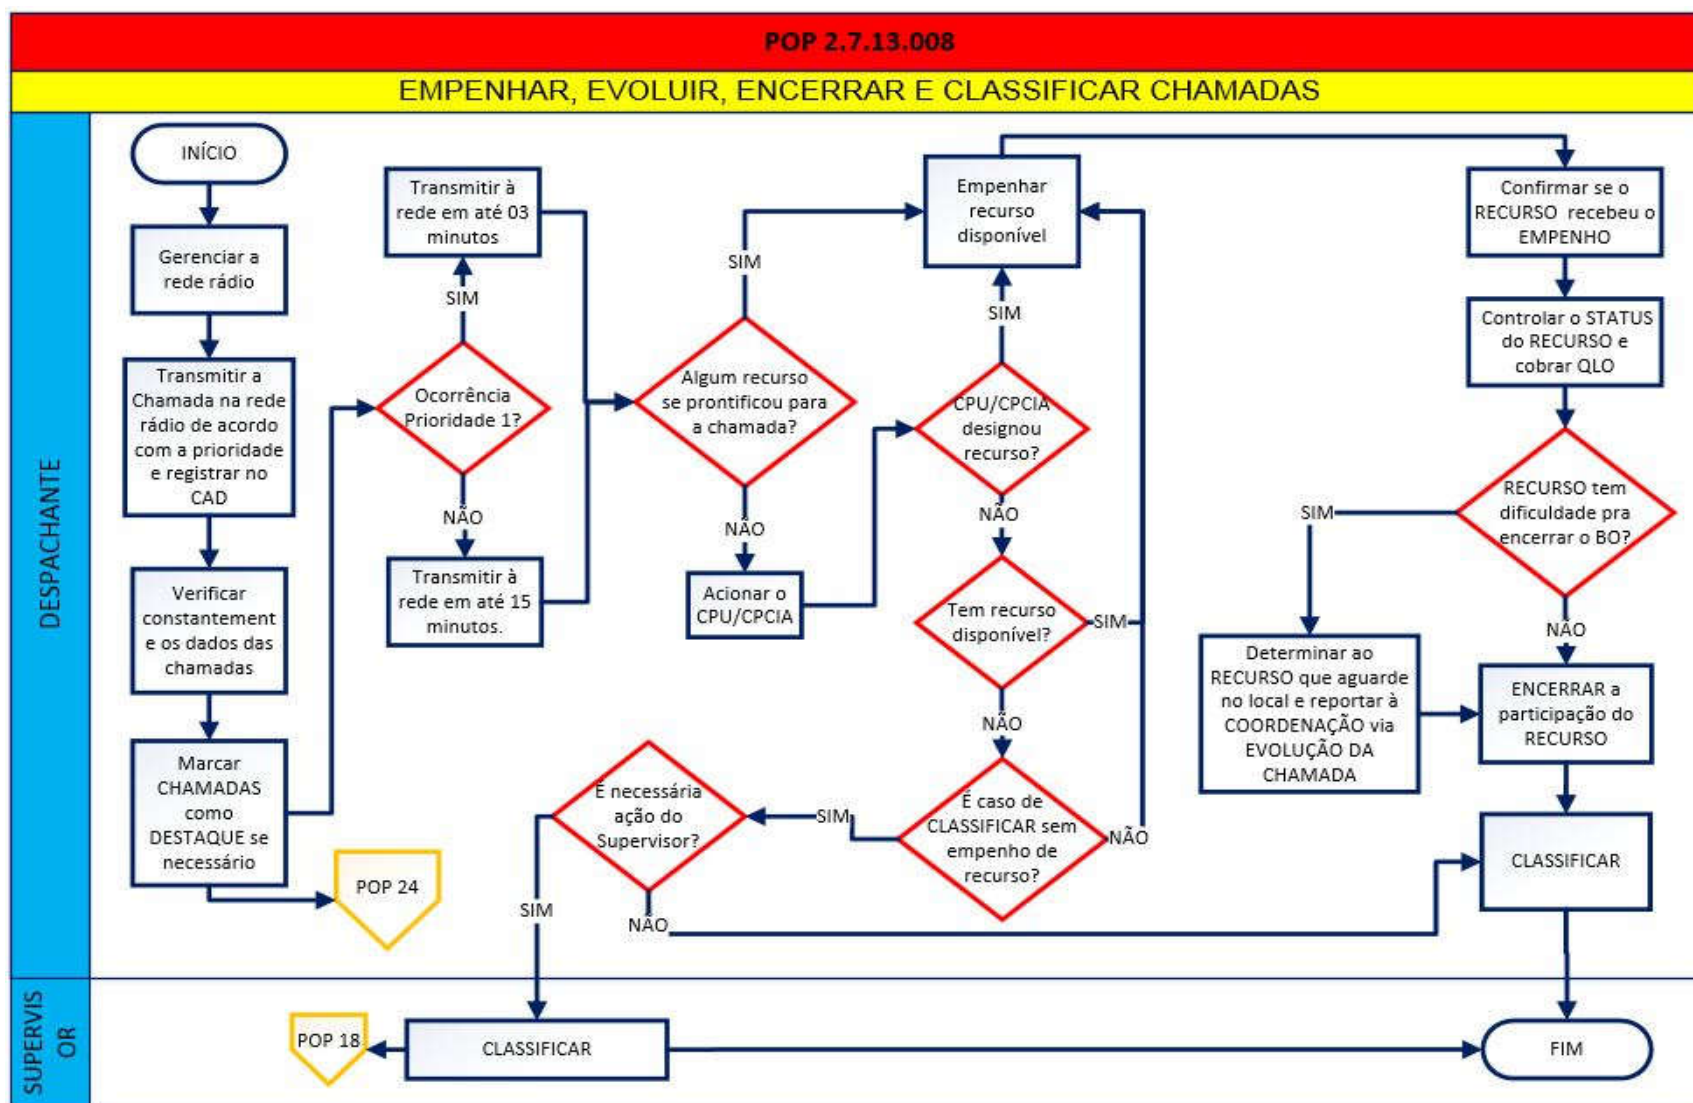 POP 2.7.13.008
EMPENHAR, EVOLUIR, ENCERRAR E CLASSIFICAR CHAMADAS
DESPACHANTE
INÍCIO
Gerenciar a
rede rádio
Transmitir a
Chamada na rede
rádio de acordo
com a prioridade
e registrar no
CAD
Verificar
constantement
e os dados das
chamadas
Marcar
CHAMADAS
como
DESTAQUE se
necessário
POP 24
Transmitir à
rede em até 03
minutos
SIM
Ocorrência
Prioridade 1?
NÃO
Transmitir à
rede em até 15
minutos.
SIM
Algum recurso
se prontificou para
a chamada?
NÃO
Acionar o
CPU/CPCIA
Empenhar
recurso
disponível
SIM
CPU/CPCIA
designou
recurso?
NÃO
Tem recurso
disponível?
SIM
NÃO
É caso de
CLASSIFICAR sem
empenho de
recurso?
NÃO
SIM
É necessária
ação do
Supervisor?
SIM
NÃO
Confirmar se o
RECURSO recebeu o
EMPENHO
Controlar o STATUS
do RECURSO e
cobrar QLO
RECURSO tem
dificuldade pra
encerrar o BO?
SIM
NÃO
Determinar ao
RECURSO que aguarde
no local e reportar à
COORDENAÇÃO via
EVOLUÇÃO DA
CHAMADA
ENCERRAR a
participação do
RECURSO
CLASSIFICAR
SUPERVIS
OR
POP 18
CLASSIFICAR
FIM